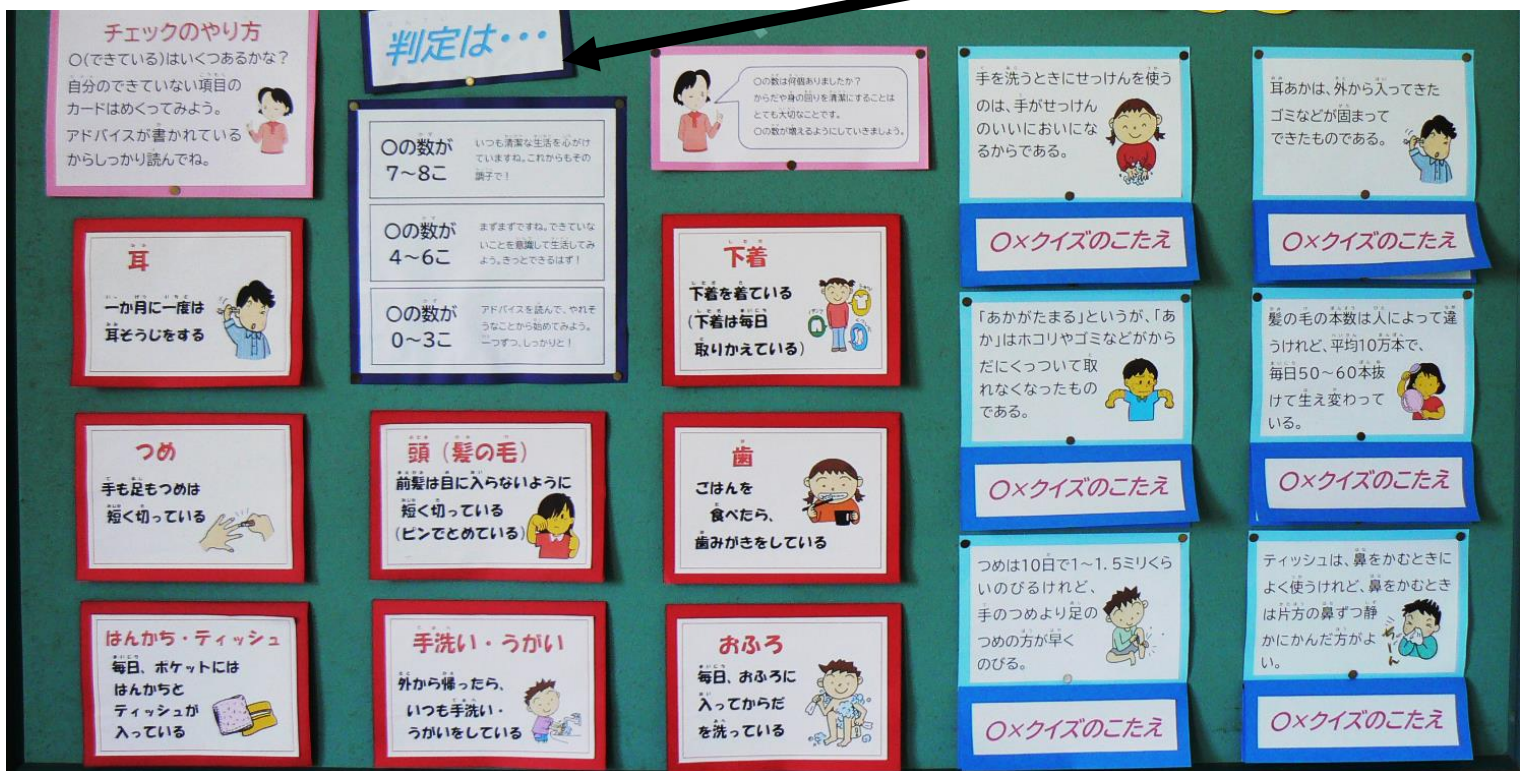 チェックのやり方
○(できている)はいくつあるかな?
自分のできていない項目の
カードはめくってみよう。
アドバイスが書かれている
からしっかり読んでね。
判定は・・・
○の数が
7～8こ
いつも清潔な生活を心がけ
ていますね。これからもその
調子で!
○の数が
4～6こ
まずまずですね。できていな
いことを意識して生活してみ
よう。きっとできるはず!
○の数が
0～3こ
アドバイスを読んで、やれそ
うなことから始めてみよう。
一つずつ、しっかりと!
○の数は何個ありましたか?
からだや身の回りを清潔にすることは
とても大切なことです。
○の数が増えるようにしていきましょう。
耳
一か月に一度は
耳そうじをする
下着
下着を着ている
(下着は毎日
取りかえている)
つめ
手も足もつめは
短く切っている
頭(髪の毛)
前髪は目に入らないように
短く切っている
(ピンでとめている)
歯
ごはんを
食べたら、
歯みがきをしている
はんかち・ティッシュ
毎日、ポケットには
はんかちと
ティッシュが
入っている
手洗い・うがい
外から帰ったら、
いつも手洗い・
うがいをしている
おふろ
毎日、おふろに
入ってからだ
を洗っている
手を洗うときにせっけんを使う
のは、手がせっけん
のいいにおいにな
るからである。
○×クイズのこたえ
耳あかは、外から入ってきた
ゴミなどが固まって
できたものである。
○×クイズのこたえ
「あかがたまる」というが、「あ
か」はホコリやゴミなどがから
だにくっついて取
れなくなったもの
である。
○×クイズのこたえ
髪の毛の本数は人によって違
うけれど、平均10万本で、
毎日50～60本抜
けて生え変わって
いる。
○×クイズのこたえ
つめは10日で1～1.5ミリくら
いのびるけれど、
手のつめより足の
つめの方が早く
のびる。
○×クイズのこたえ
ティッシュは、鼻をかむときに
よく使うけれど、鼻をかむとき
は片方の鼻ずつ静
かにかんだ方がよ
い。
○×クイズのこたえ